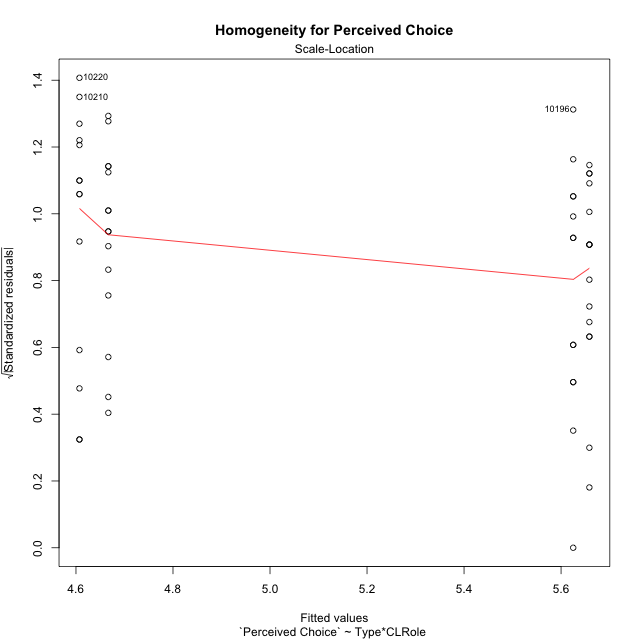 Homogeneity for Perceived Choice
Scale-Location
1.4
1.2
1.0
0.8
0.6
0.4
0.2
0.0
√|Standardized residuals|
10220
10210
10196
4.6 4.8 5.0 5.2 5.4 5.6
Fitted values
`Perceived Choice` ~ Type*CLRole